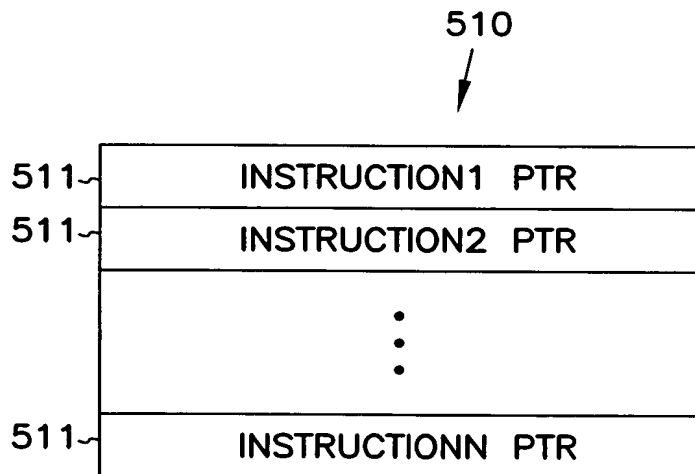 510
511 INSTRUCTION1 PTR
511 INSTRUCTION2 PTR
511 INSTRUCTIONN PTR